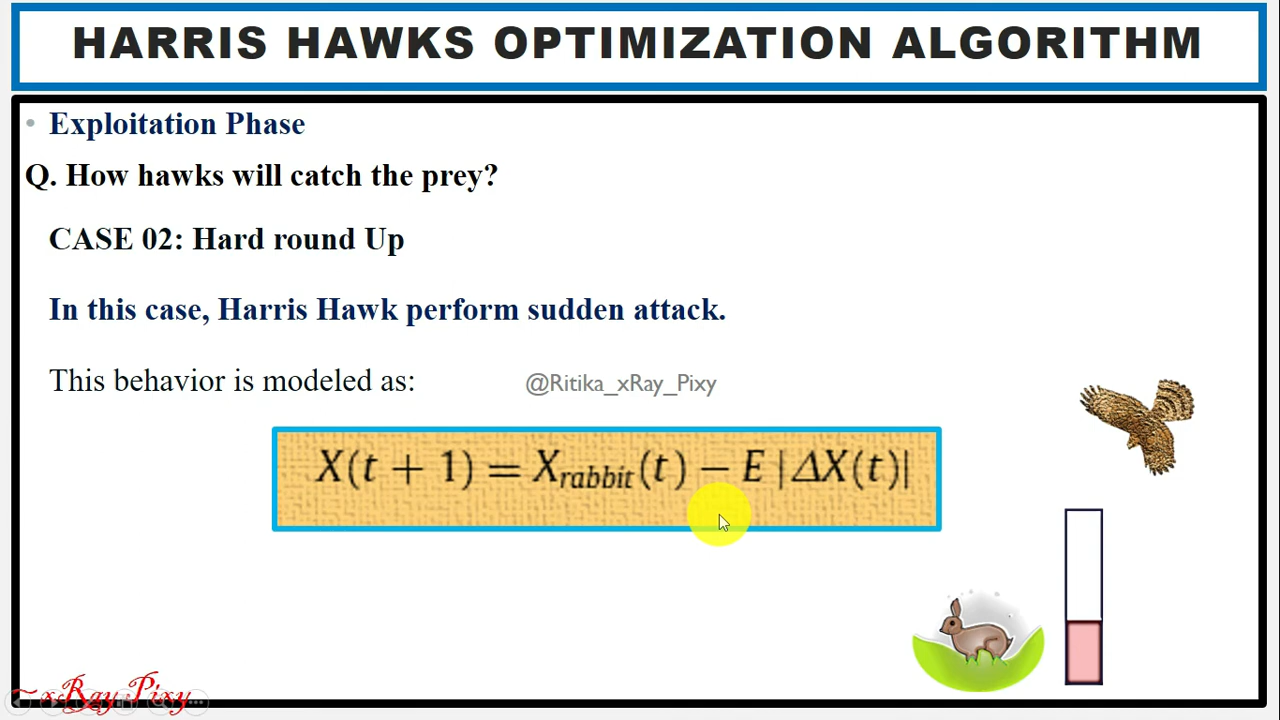 HARRIS HAWKS OPTIMIZATION ALGORITHM
• Exploitation Phase
Q. How hawks will catch the prey?
CASE 02: Hard round Up
In this case, Harris Hawk perform sudden attack.
This behavior is modeled as:
@Ritika_xRay_Pixy
X(t + 1) = X_rabbit(t) − E |ΔX(t)|
~ xRay Pixy